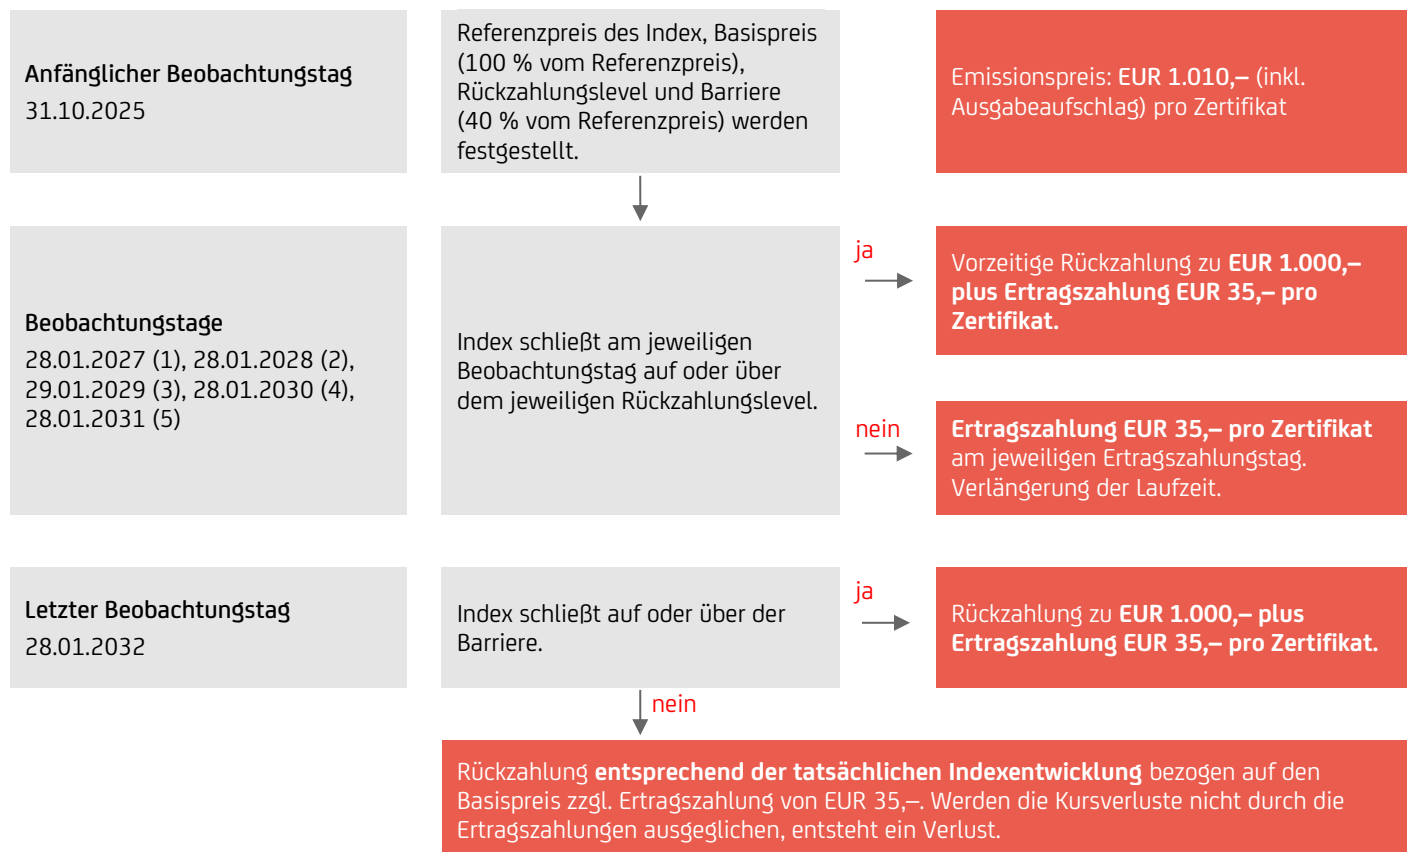 Anfänglicher Beobachtungstag
31.10.2025
Referenzpreis des Index, Basispreis
(100 % vom Referenzpreis),
Rückzahlungslevel und Barriere
(40 % vom Referenzpreis) werden
festgestellt.
Emissionspreis: EUR 1.010,– (inkl.
Ausgabeaufschlag) pro Zertifikat
Beobachtungstage
28.01.2027 (1), 28.01.2028 (2),
29.01.2029 (3), 28.01.2030 (4),
28.01.2031 (5)
Index schließt am jeweiligen
Beobachtungstag auf oder über
dem jeweiligen Rückzahlungslevel.
ja
Vorzeitige Rückzahlung zu EUR 1.000,–
plus Ertragszahlung EUR 35,– pro
Zertifikat.
nein
Ertragszahlung EUR 35,– pro Zertifikat
am jeweiligen Ertragszahlungstag.
Verlängerung der Laufzeit.
Letzter Beobachtungstag
28.01.2032
Index schließt auf oder über der
Barriere.
ja
Rückzahlung zu EUR 1.000,– plus
Ertragszahlung EUR 35,– pro Zertifikat.
nein
Rückzahlung entsprechend der tatsächlichen Indexentwicklung bezogen auf den
Basispreis zzgl. Ertragszahlung von EUR 35,–. Werden die Kursverluste nicht durch die
Ertragszahlungen ausgeglichen, entsteht ein Verlust.